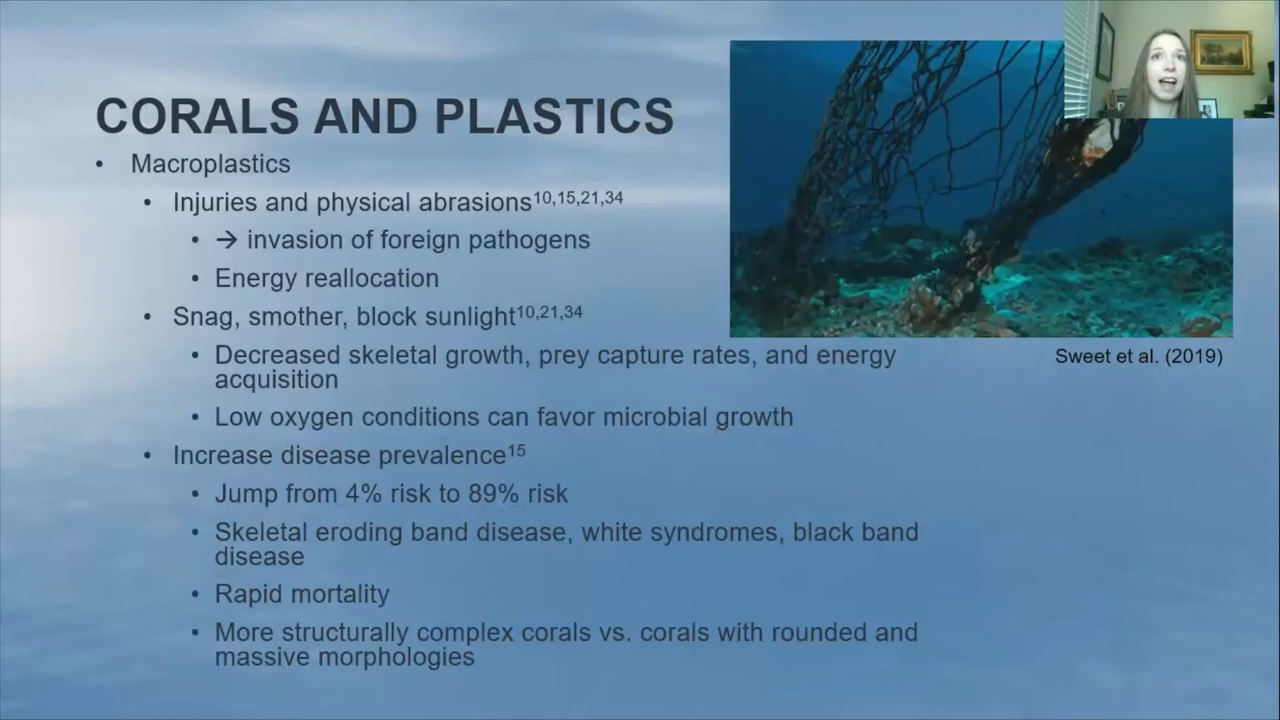 CORALS AND PLASTICS
• Macroplastics
• Injuries and physical abrasions10,15,21,34
• → invasion of foreign pathogens
• Energy reallocation
• Snag, smother, block sunlight10,21,34
• Decreased skeletal growth, prey capture rates, and energy
acquisition
Sweet et al. (2019)
• Low oxygen conditions can favor microbial growth
• Increase disease prevalence15
• Jump from 4% risk to 89% risk
• Skeletal eroding band disease, white syndromes, black band
disease
• Rapid mortality
• More structurally complex corals vs. corals with rounded and
massive morphologies